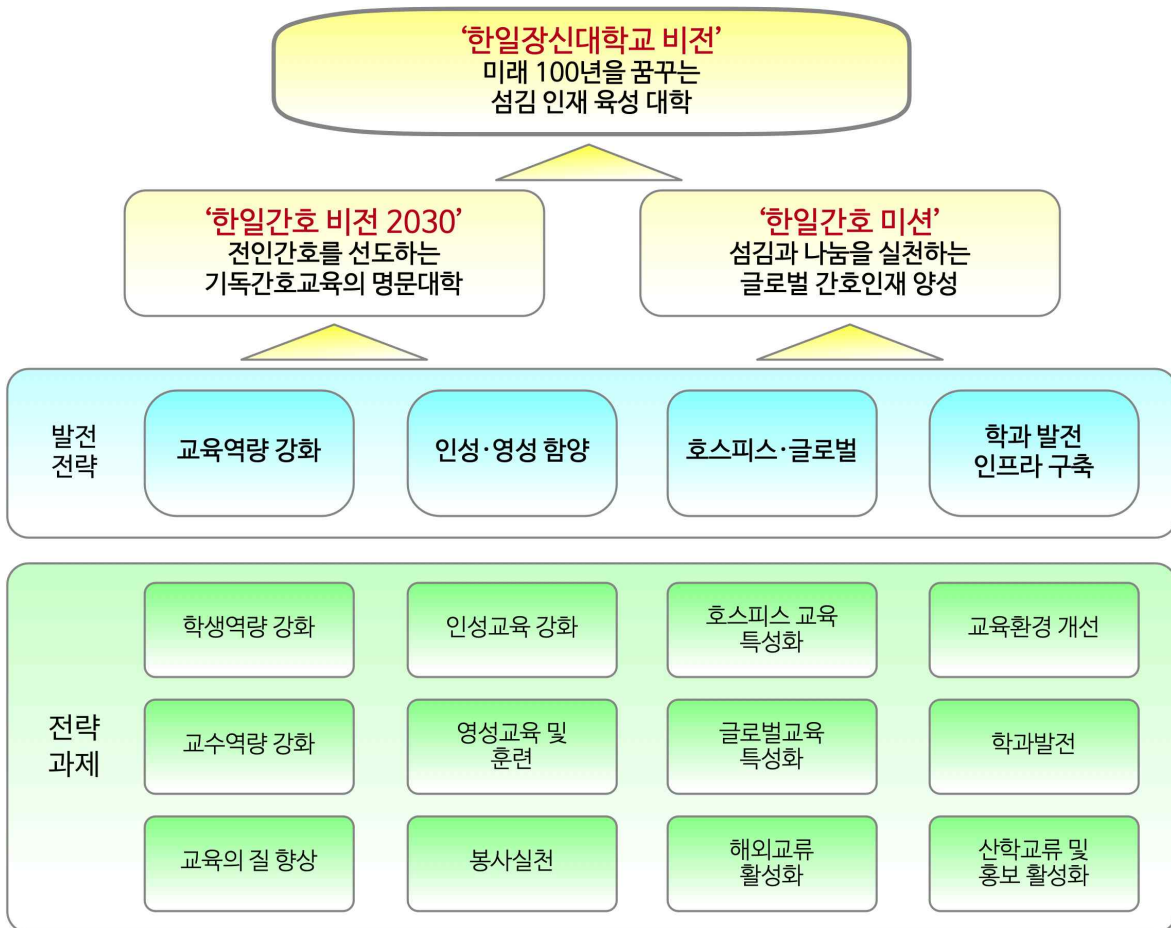 ‘한일장신대학교 비전’
미래 100년을 꿈꾸는
섬김 인재 육성 대학
‘한일간호 비전 2030’
전인간호를 선도하는
기독간호교육의 명문대학
‘한일간호 미션’
섬김과 나눔을 실천하는
글로벌 간호인재 양성
발전
전략
교육역량 강화
인성·영성 함양
호스피스·글로벌
학과 발전
인프라 구축
전략
과제
학생역량 강화
인성교육 강화
호스피스 교육
특성화
교육환경 개선
교수역량 강화
영성교육 및
훈련
글로벌교육
특성화
학과발전
교육의 질 향상
봉사실천
해외교류
활성화
산학교류 및
홍보 활성화